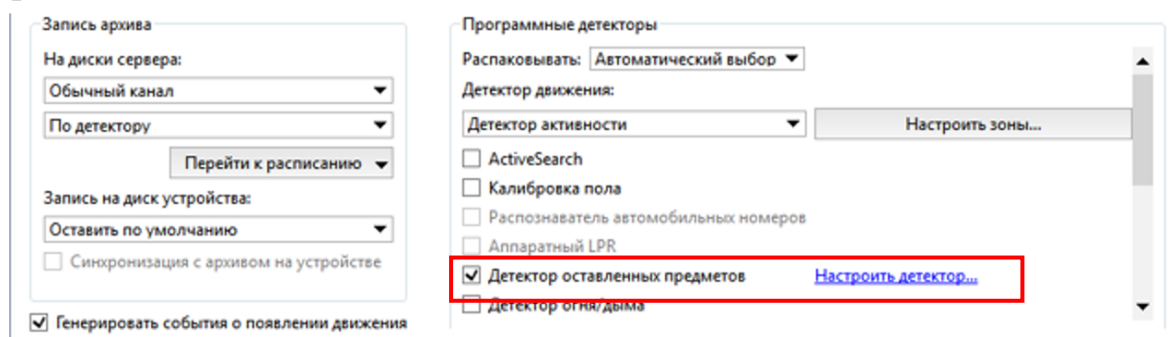 Запись архива
На диски сервера:
Обычный канал
По детектору
Перейти к расписанию
Запись на диск устройства:
Оставить по умолчанию
Синхронизация с архивом на устройстве
Генерировать события о появлении движения
Программные детекторы
Распаковывать: Автоматический выбор
Детектор движения:
Детектор активности Настроить зоны...
ActiveSearch
Калибровка пола
Распознаватель автомобильных номеров
Аппаратный LPR
Детектор оставленных предметов Настроить детектор...
Детектор огня/дыма